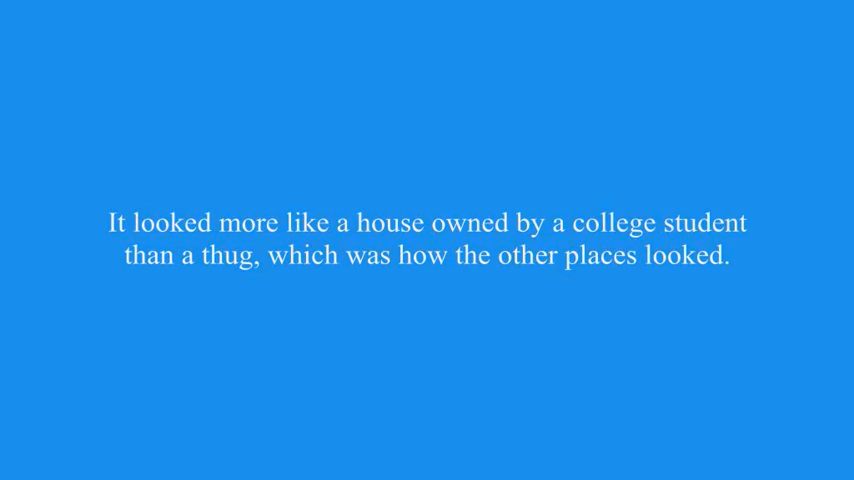 It looked more like a house owned by a college student
than a thug, which was how the other places looked.